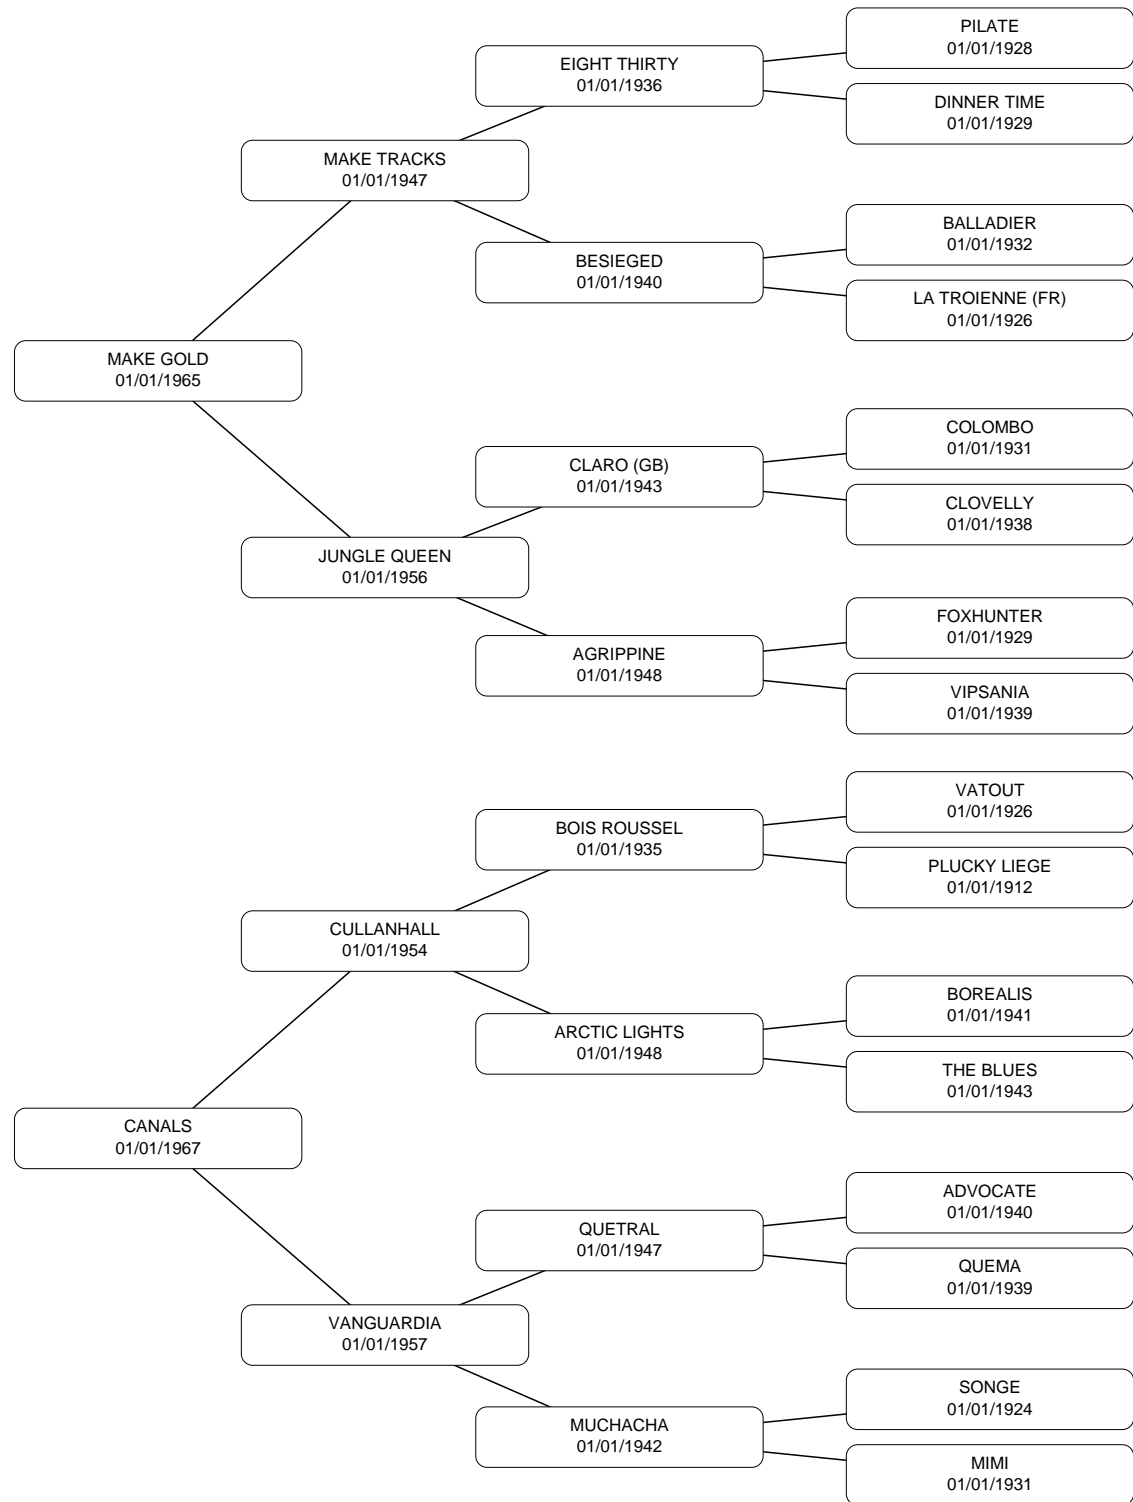 PILATE
01/01/1928
EIGHT THIRTY
01/01/1936
DINNER TIME
01/01/1929
MAKE TRACKS
01/01/1947
BALLADIER
01/01/1932
BESIEGED
01/01/1940
LA TROIENNE (FR)
01/01/1926
MAKE GOLD
01/01/1965
COLOMBO
01/01/1931
CLARO (GB)
01/01/1943
CLOVELLY
01/01/1938
JUNGLE QUEEN
01/01/1956
FOXHUNTER
01/01/1929
AGRIPPINE
01/01/1948
VIPSANIA
01/01/1939
VATOUT
01/01/1926
BOIS ROUSSEL
01/01/1935
PLUCKY LIEGE
01/01/1912
CULLANHALL
01/01/1954
BOREALIS
01/01/1941
ARCTIC LIGHTS
01/01/1948
THE BLUES
01/01/1943
CANALS
01/01/1967
ADVOCATE
01/01/1940
QUETRAL
01/01/1947
QUEMA
01/01/1939
VANGUARDIA
01/01/1957
SONGE
01/01/1924
MUCHACHA
01/01/1942
MIMI
01/01/1931